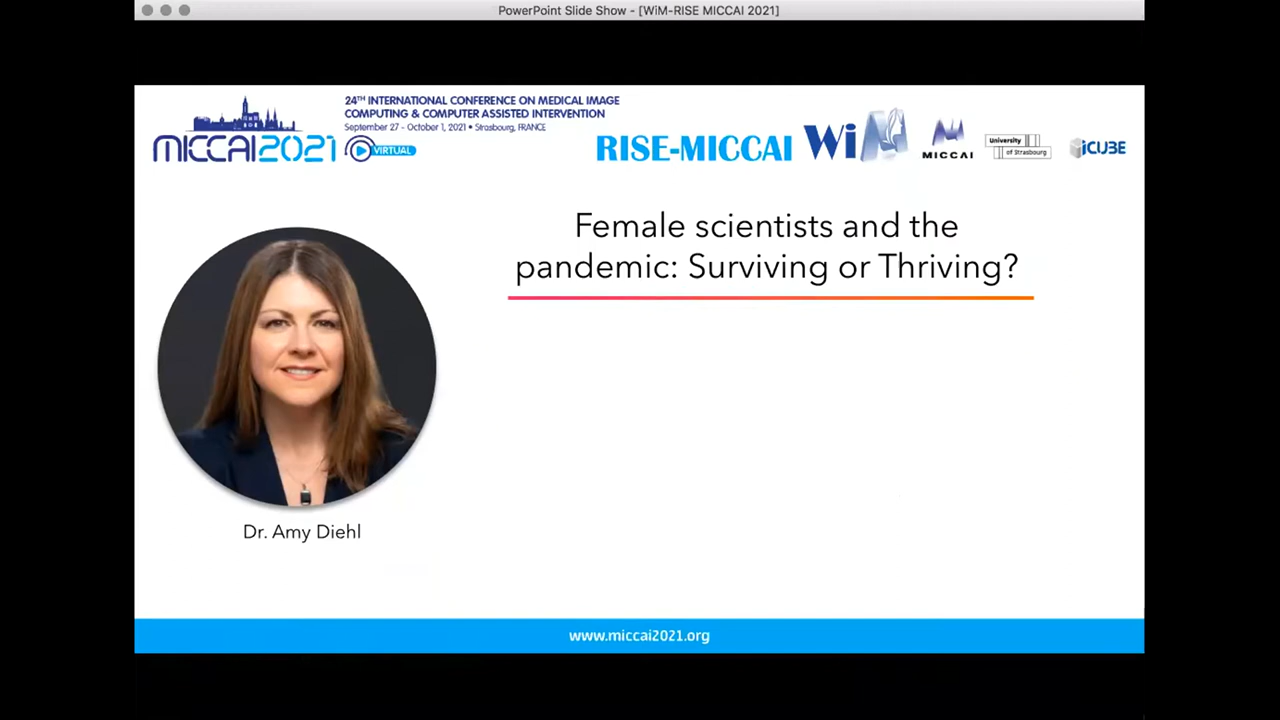 PowerPoint Slide Show - [WiM-RISE MICCAI 2021]
MICCAI2021
24TH INTERNATIONAL CONFERENCE ON MEDICAL IMAGE
COMPUTING & COMPUTER ASSISTED INTERVENTION
September 27 - October 1, 2021 • Strasbourg, FRANCE
VIRTUAL
RISE-MICCAI
WiM
MICCAI
University
of Strasbourg
iCUBE
Female scientists and the
pandemic: Surviving or Thriving?
Dr. Amy Diehl
www.miccai2021.org